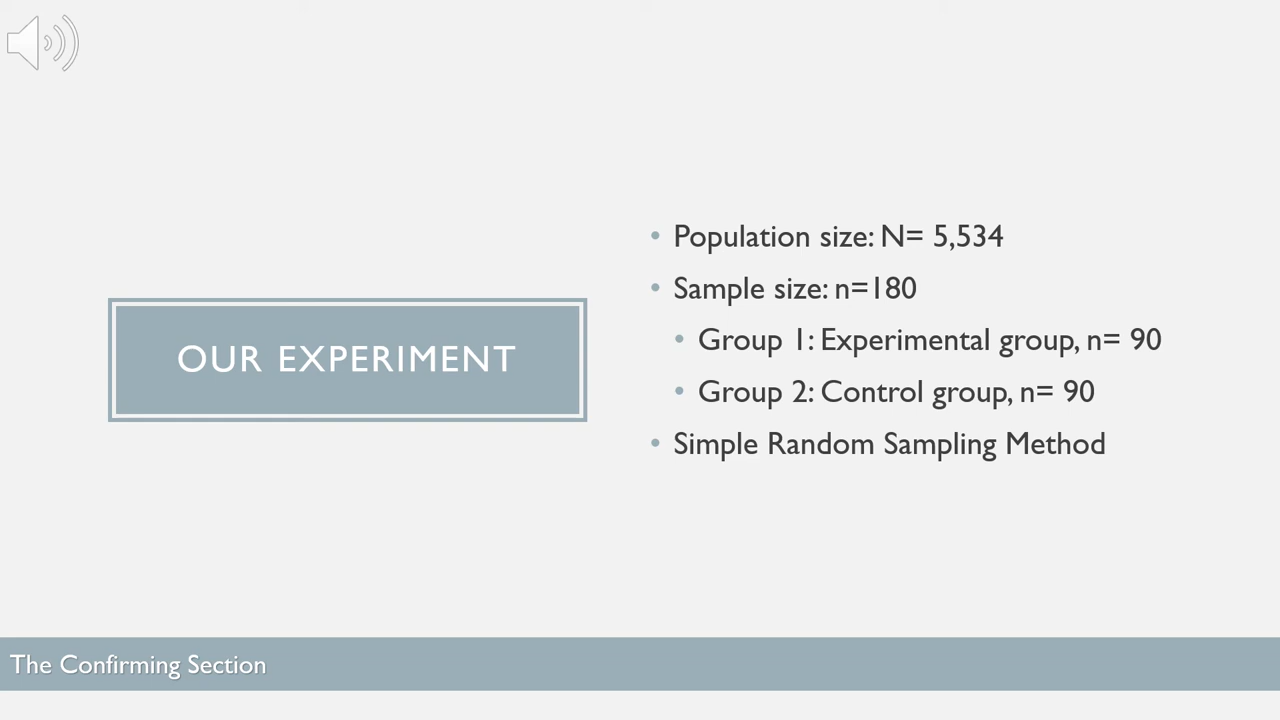 OUR EXPERIMENT
• Population size: N= 5,534
• Sample size: n=180
• Group 1: Experimental group, n= 90
• Group 2: Control group, n= 90
• Simple Random Sampling Method
The Confirming Section